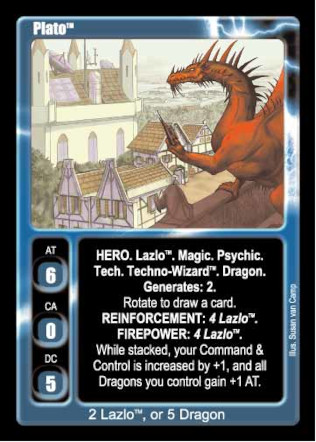 Plato™
AT
6
CA
0
DC
5
HERO. Lazlo™. Magic. Psychic.
Tech. Techno-Wizard™. Dragon.
Generates: 2.
Rotate to draw a card.
REINFORCEMENT: 4 Lazlo™.
FIREPOWER: 4 Lazlo™.
While stacked, your Command &
Control is increased by +1, and all
Dragons you control gain +1 AT.
Illus. Susan van Camp
2 Lazlo™, or 5 Dragon